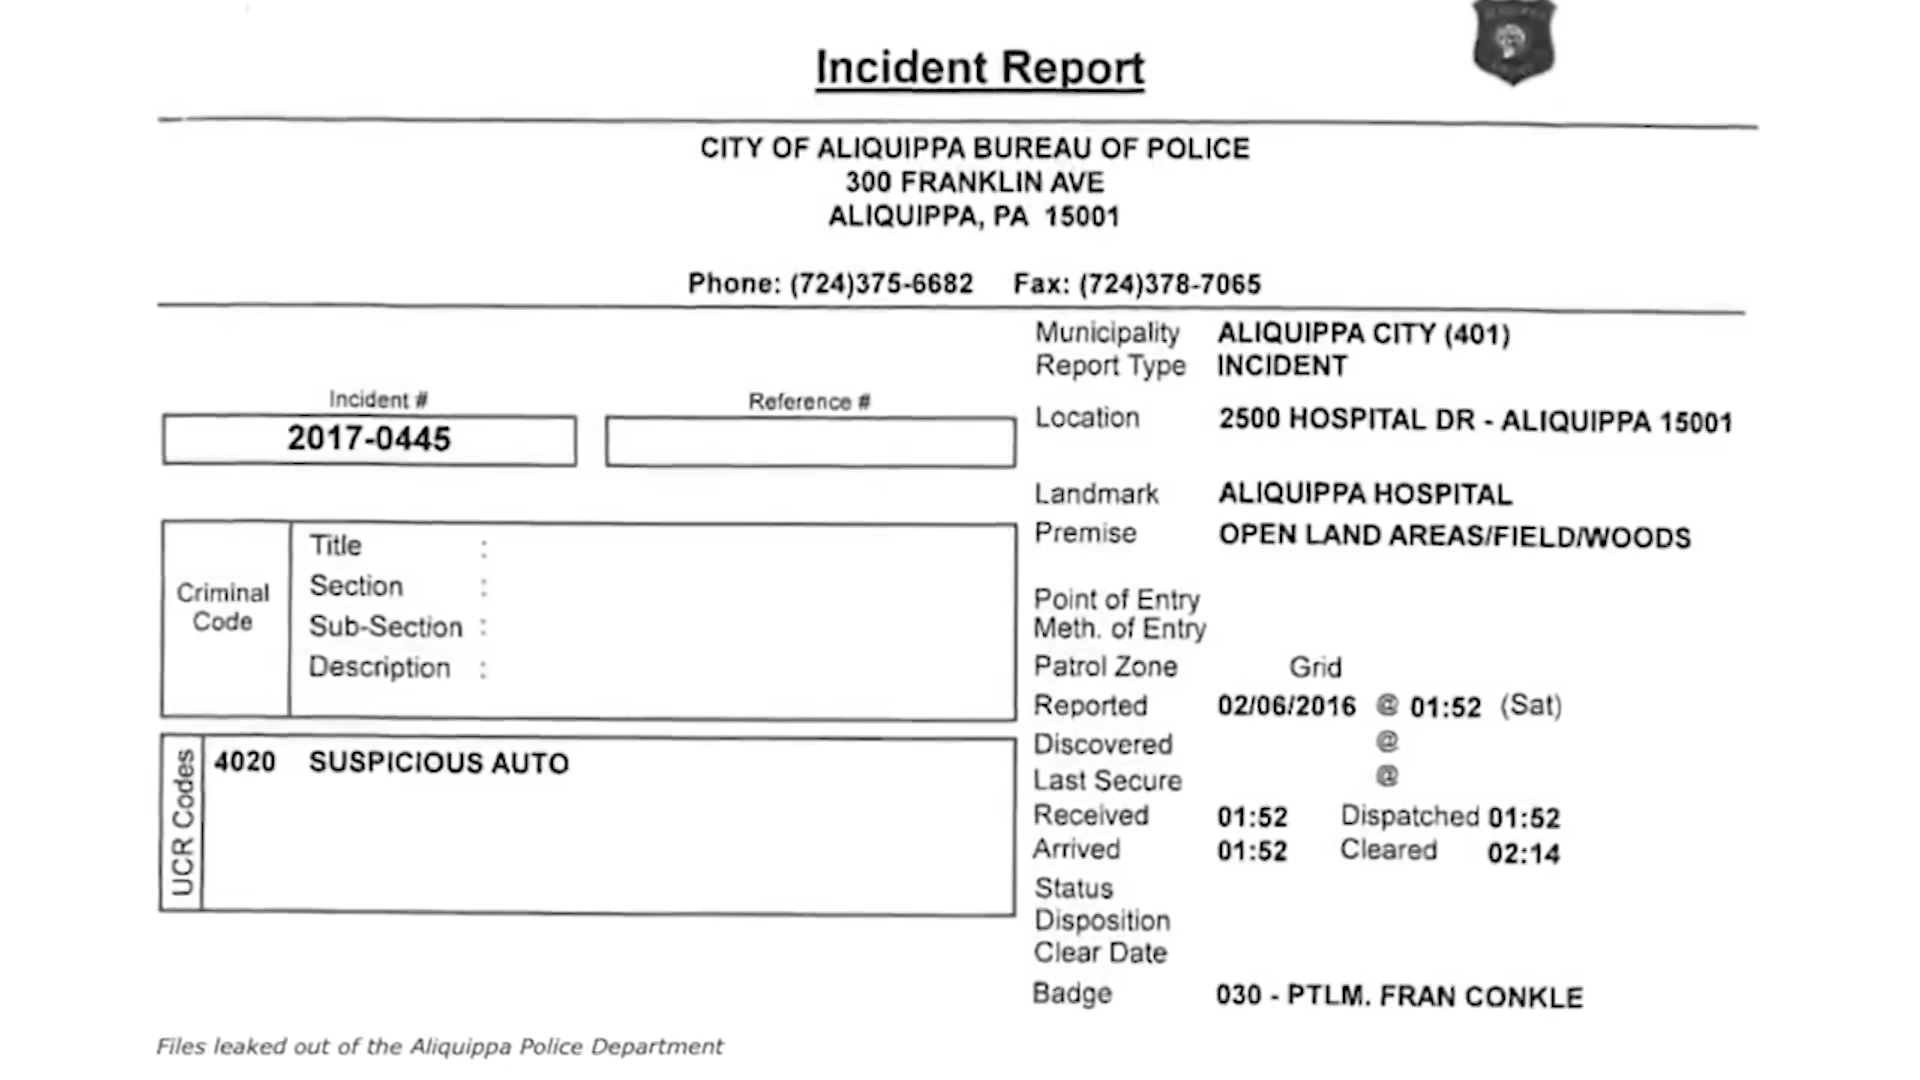 Incident Report
CITY OF ALIQUIPPA BUREAU OF POLICE
300 FRANKLIN AVE
ALIQUIPPA, PA 15001
Phone: (724)375-6682 Fax: (724)378-7065
Municipality ALIQUIPPA CITY (401)
Report Type INCIDENT
Incident # Reference #
2017-0445
Location 2500 HOSPITAL DR - ALIQUIPPA 15001
Landmark ALIQUIPPA HOSPITAL
Premise OPEN LAND AREAS/FIELD/WOODS
Criminal Code
Title :
Section :
Sub-Section :
Description :
Point of Entry
Meth. of Entry
Patrol Zone Grid
Reported 02/06/2016 @ 01:52 (Sat)
Discovered @
Last Secure @
UCR Codes
4020 SUSPICIOUS AUTO
Received 01:52 Dispatched 01:52
Arrived 01:52 Cleared 02:14
Status
Disposition
Clear Date
Badge 030 - PTLM. FRAN CONKLE
Files leaked out of the Aliquippa Police Department